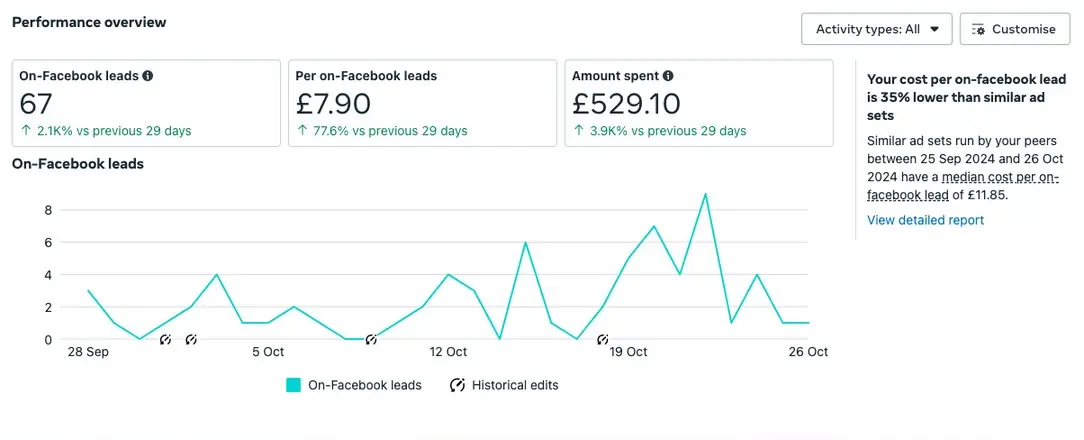 Performance overview
Activity types: All
Customise
On-Facebook leads
67
↑ 2.1K% vs previous 29 days
Per on-Facebook leads
£7.90
↑ 77.6% vs previous 29 days
Amount spent
£529.10
↑ 3.9K% vs previous 29 days
Your cost per on-facebook lead
is 35% lower than similar ad
sets
Similar ad sets run by your peers
between 25 Sep 2024 and 26 Oct
2024 have a median cost per on-
facebook lead of £11.85.
View detailed report
On-Facebook leads
8
6
4
2
0
28 Sep 5 Oct 12 Oct 19 Oct 26 Oct
On-Facebook leads Historical edits